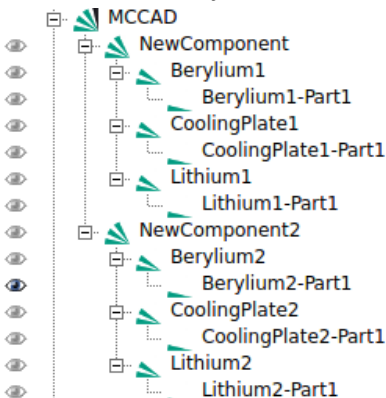 MCCAD
NewComponent
Berylium1
Berylium1-Part1
CoolingPlate1
CoolingPlate1-Part1
Lithium1
Lithium1-Part1
NewComponent2
Berylium2
Berylium2-Part1
CoolingPlate2
CoolingPlate2-Part1
Lithium2
Lithium2-Part1